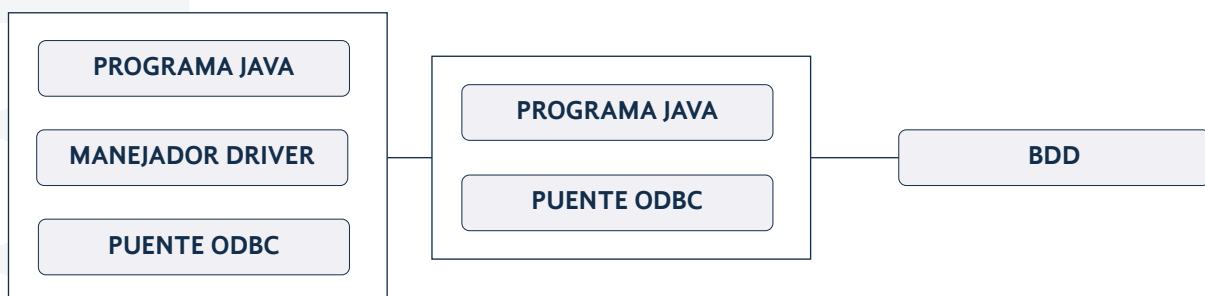 PROGRAMA JAVA
MANEJADOR DRIVER
PUENTE ODBC
PROGRAMA JAVA
PUENTE ODBC
BDD